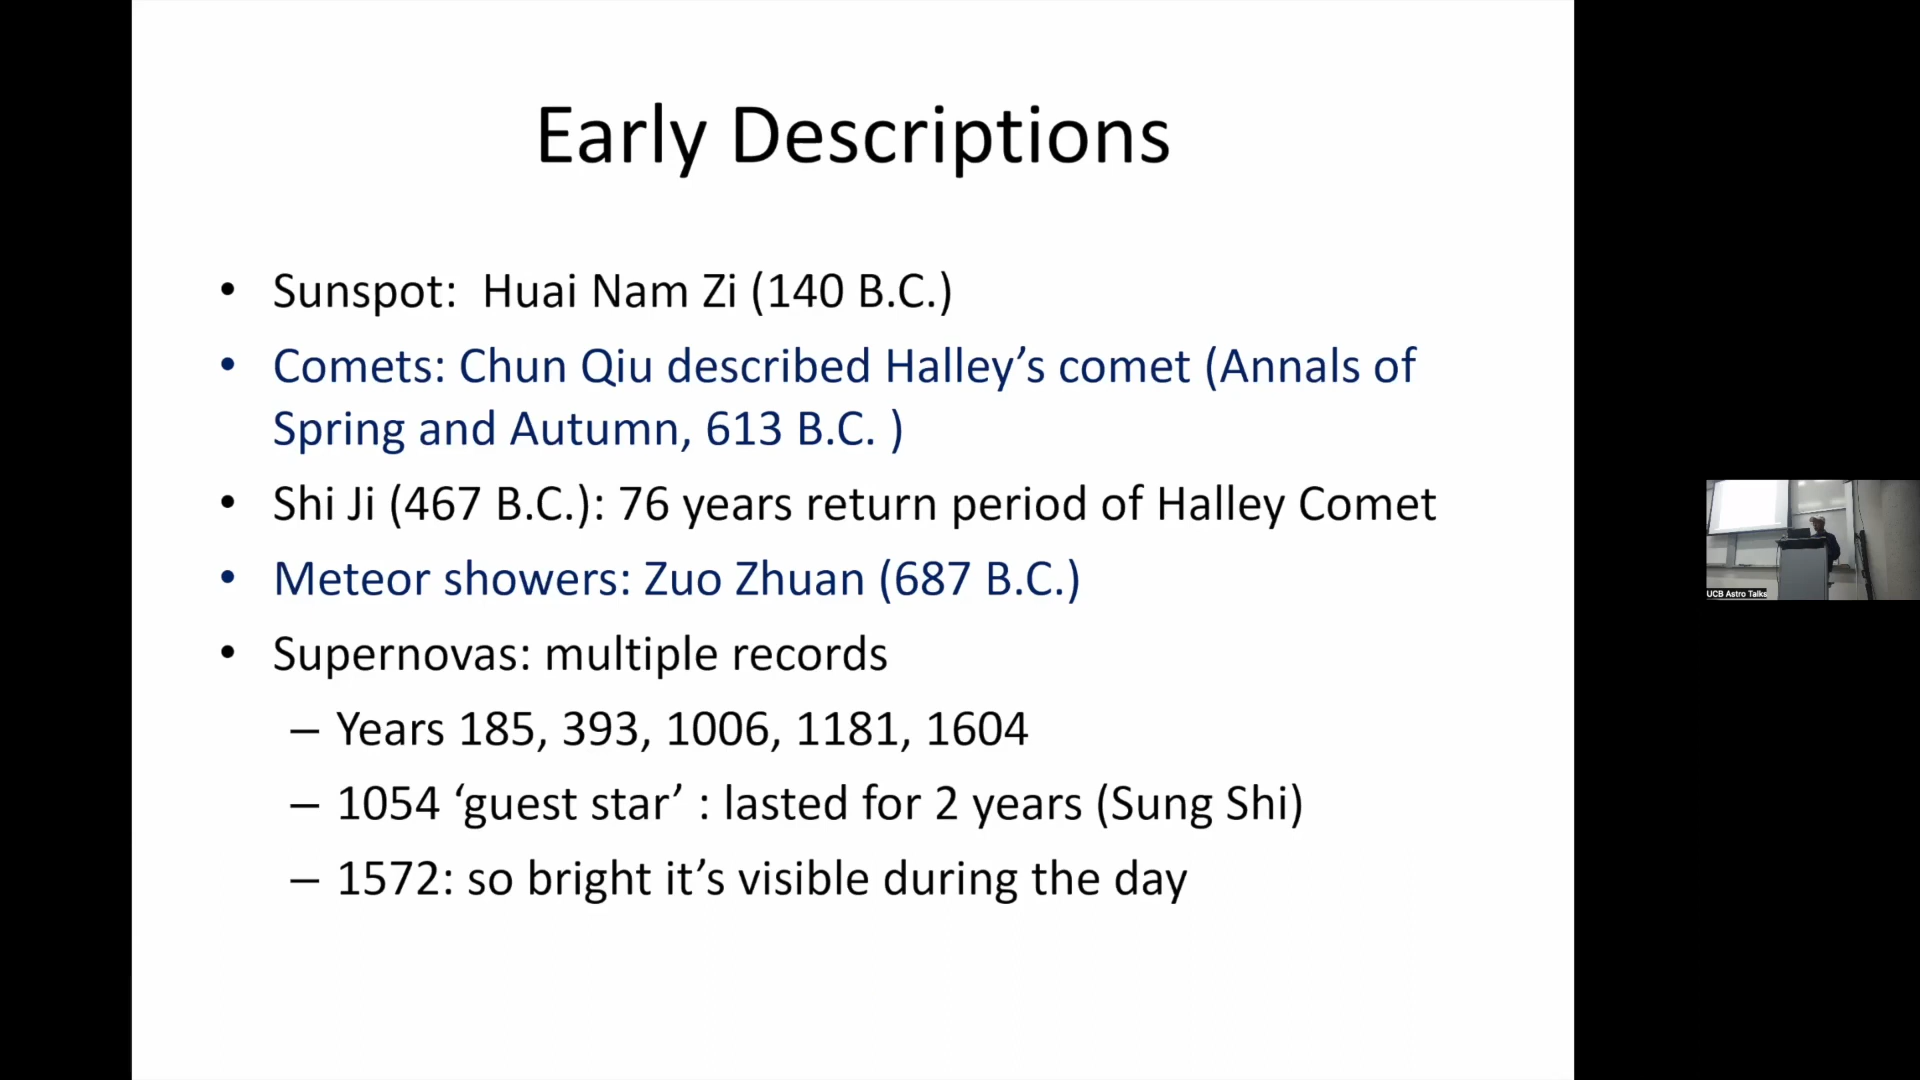 Early Descriptions
• Sunspot:  Huai Nam Zi (140 B.C.)
• Comets: Chun Qiu described Halley’s comet (Annals of
Spring and Autumn, 613 B.C. )
• Shi Ji (467 B.C.): 76 years return period of Halley Comet
• Meteor showers: Zuo Zhuan (687 B.C.)
• Supernovas: multiple records
– Years 185, 393, 1006, 1181, 1604
– 1054 ‘guest star’ : lasted for 2 years (Sung Shi)
– 1572: so bright it’s visible during the day
UCB Astro Talks